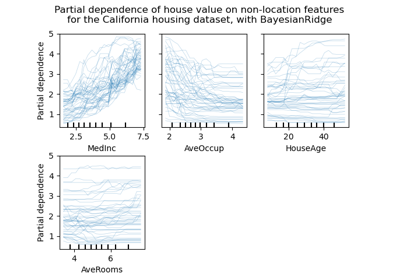 Partial dependence of house value on non-location features
for the California housing dataset, with BayesianRidge
Partial dependence
5
4
3
2
1
2.5
5.0
7.5
MedInc
2
3
4
AveOccup
20
40
HouseAge
Partial dependence
5
4
3
2
1
4
6
AveRooms